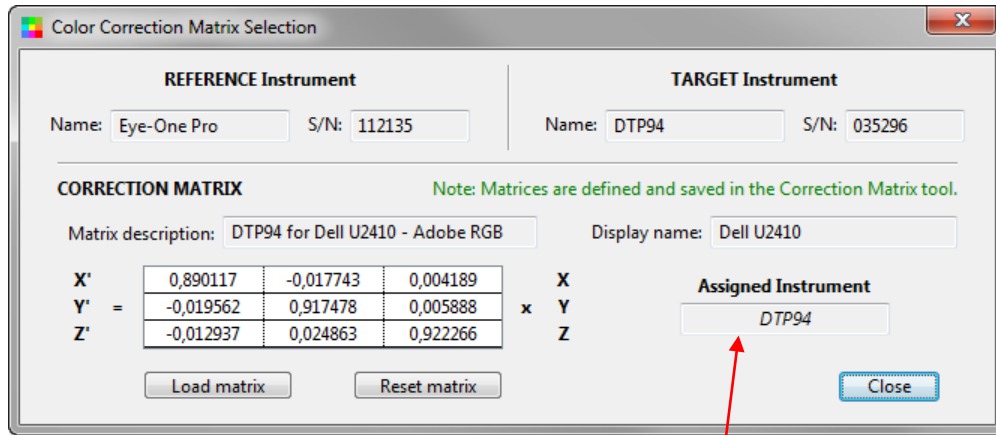 Color Correction Matrix Selection
REFERENCE Instrument
TARGET Instrument
Name: Eye-One Pro S/N: 112135
Name: DTP94 S/N: 035296
CORRECTION MATRIX
Note: Matrices are defined and saved in the Correction Matrix tool.
Matrix description: DTP94 for Dell U2410 - Adobe RGB
Display name: Dell U2410
X' 0,890117 -0,017743 0,004189 X
Y' = -0,019562 0,917478 0,005888 x Y
Z' -0,012937 0,024863 0,922266 Z
Assigned Instrument
DTP94
Load matrix
Reset matrix
Close